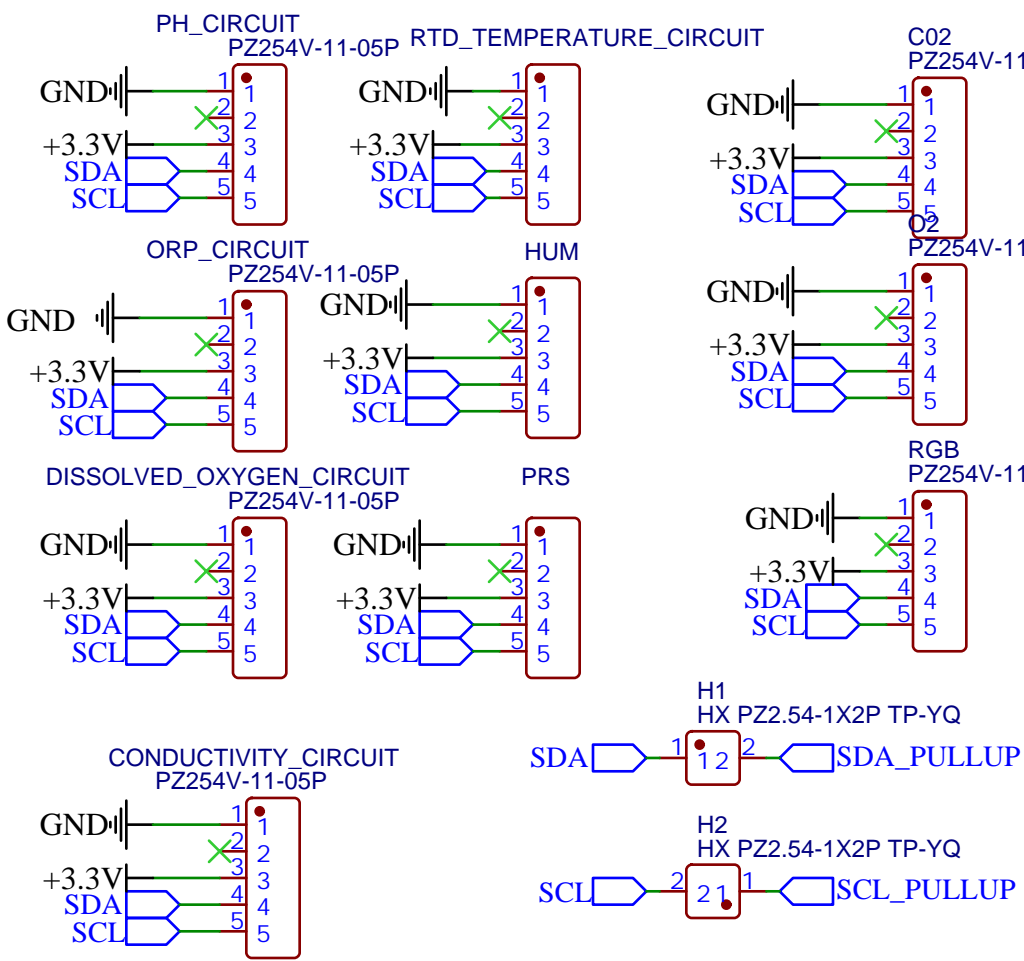 PH_CIRCUIT
PZ254V-11-05P
GND
+3.3V
SDA
SCL
1
2
3
4
5
1
2
3
4
5
RTD_TEMPERATURE_CIRCUIT
GND
+3.3V
SDA
SCL
1
2
3
4
5
1
2
3
4
5
C02
PZ254V-11
GND
+3.3V
SDA
SCL
1
2
3
4
5
1
2
3
4
5
ORP_CIRCUIT
PZ254V-11-05P
GND
+3.3V
SDA
SCL
1
2
3
4
5
1
2
3
4
5
HUM
GND
+3.3V
SDA
SCL
1
2
3
4
5
1
2
3
4
5
O2
PZ254V-11
GND
+3.3V
SDA
SCL
1
2
3
4
5
1
2
3
4
5
DISSOLVED_OXYGEN_CIRCUIT
PZ254V-11-05P
GND
+3.3V
SDA
SCL
1
2
3
4
5
1
2
3
4
5
PRS
GND
+3.3V
SDA
SCL
1
2
3
4
5
1
2
3
4
5
RGB
PZ254V-11
GND
+3.3V
SDA
SCL
1
2
3
4
5
1
2
3
4
5
CONDUCTIVITY_CIRCUIT
PZ254V-11-05P
GND
+3.3V
SDA
SCL
1
2
3
4
5
1
2
3
4
5
H1
HX PZ2.54-1X2P TP-YQ
SDA 1 1 2 2 SDA_PULLUP
H2
HX PZ2.54-1X2P TP-YQ
SCL 2 2 1 1 SCL_PULLUP